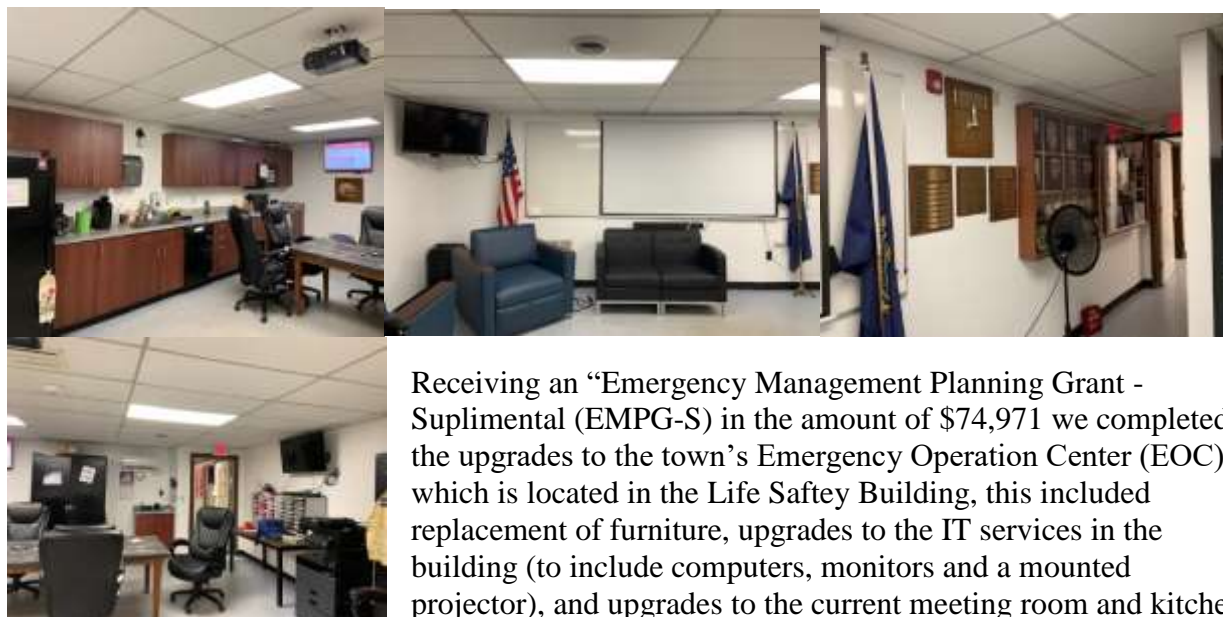 Receiving an “Emergency Management Planning Grant -
Suplimental (EMPG-S) in the amount of $74,971 we completed
the upgrades to the town’s Emergency Operation Center (EOC)
which is located in the Life Saftey Building, this included
replacement of furniture, upgrades to the IT services in the
building (to include computers, monitors and a mounted
projector), and upgrades to the current meeting room and kitche